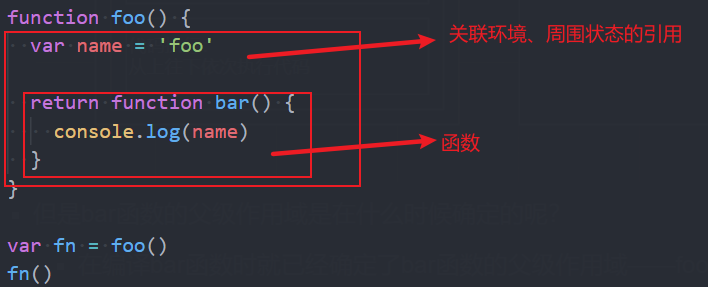 function foo() {
var name = 'foo'
关联环境、周围状态的引用
return function bar() {
console.log(name)
函数
}
}
var fn = foo()
fn()